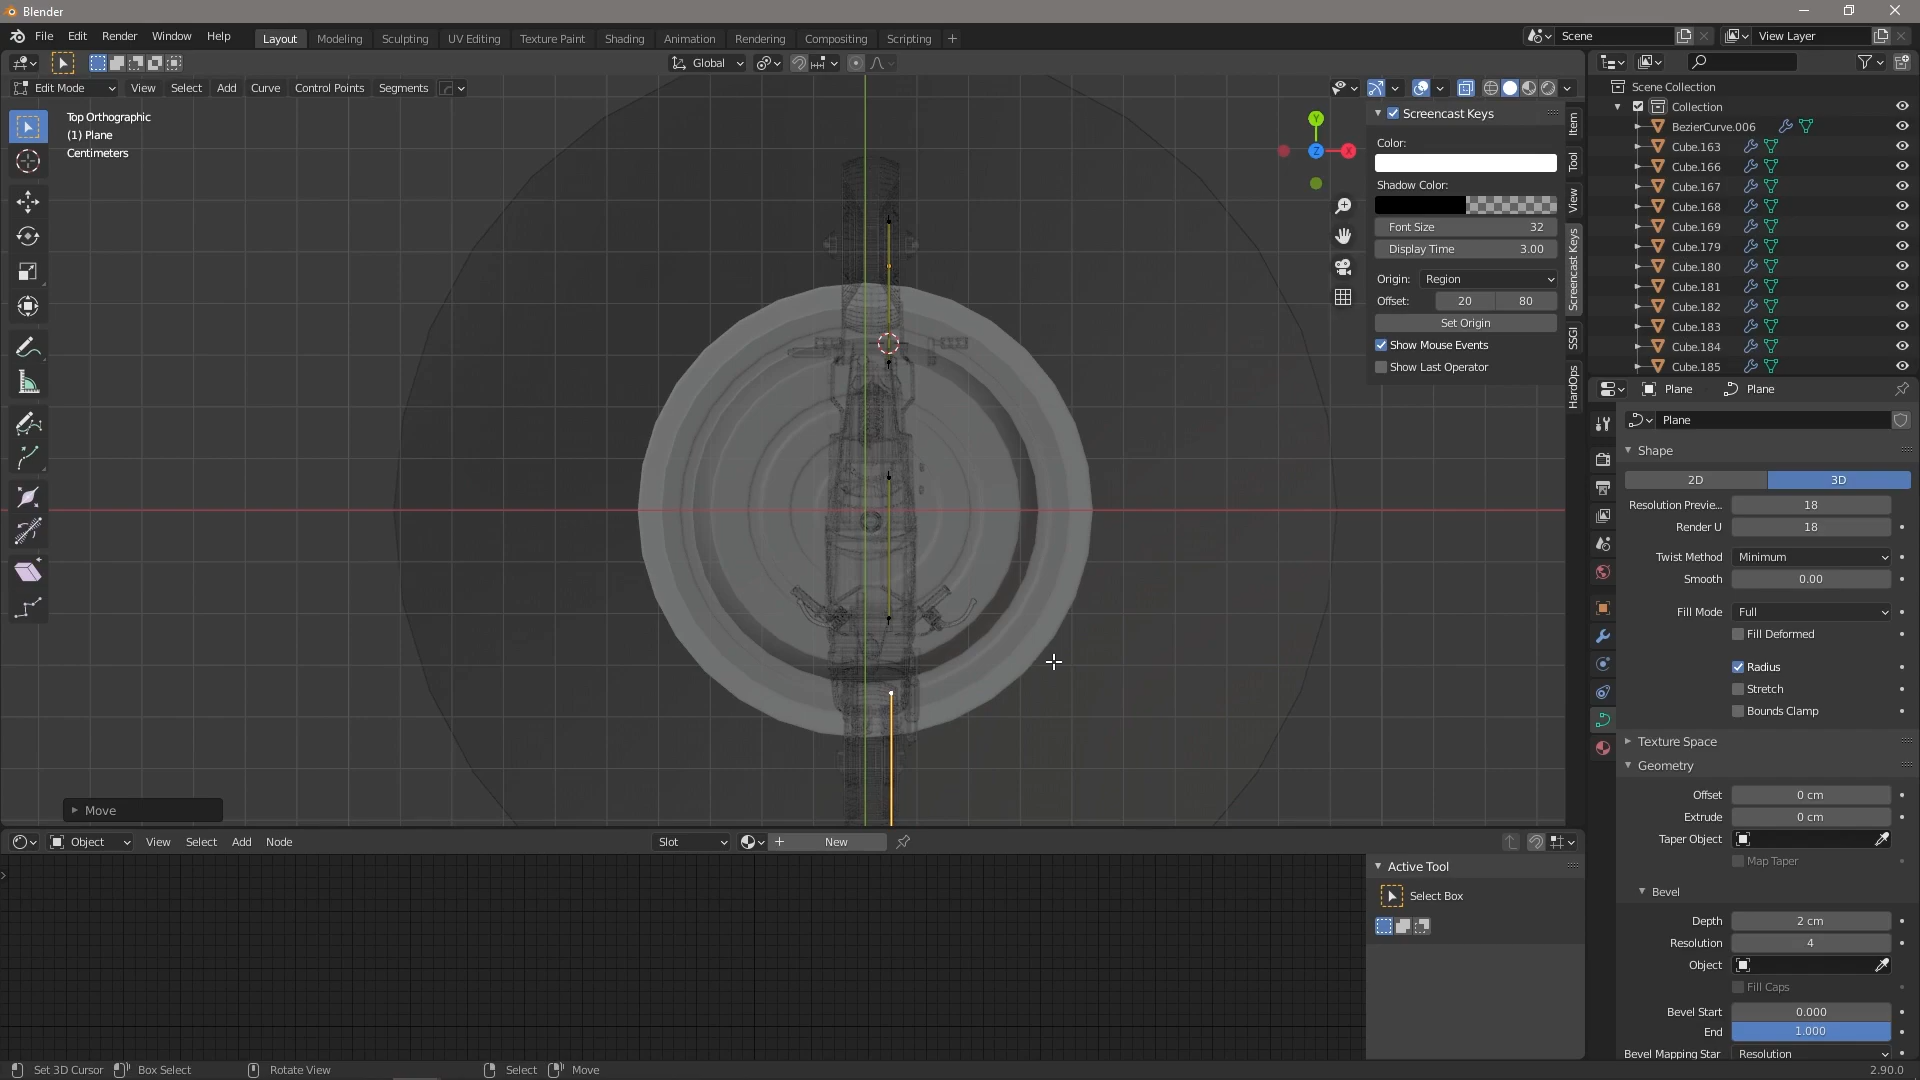 Blender
File Edit Render Window Help
Layout Modeling Sculpting UV Editing Texture Paint Shading Animation Rendering Compositing Scripting +
Scene
View Layer
Global
Edit Mode View Select Add Curve Control Points Segments
Top Orthographic
(1) Plane
Centimeters
Y
Z
X
Screencast Keys
Color:
Shadow Color:
Font Size 32
Display Time 3.00
Origin: Region
Offset: 20 80
Set Origin
Show Mouse Events
Show Last Operator
Item
Tool
View
Screencast Keys
SSGI
HardOps
Scene Collection
Collection
BezierCurve.006
Cube.163
Cube.166
Cube.167
Cube.168
Cube.169
Cube.179
Cube.180
Cube.181
Cube.182
Cube.183
Cube.184
Cube.185
Plane Plane
Plane
Shape
2D 3D
Resolution Previe... 18
Render U 18
Twist Method Minimum
Smooth 0.00
Fill Mode Full
Fill Deformed
Radius
Stretch
Bounds Clamp
Texture Space
Geometry
Offset 0 cm
Extrude 0 cm
Taper Object
Map Taper
Bevel
Depth 2 cm
Resolution 4
Object
Fill Caps
Bevel Start 0.000
End 1.000
Bevel Mapping Star Resolution
Move
Object View Select Add Node
Slot
+ New
Active Tool
Select Box
Set 3D Cursor Box Select Rotate View Select Move
2.90.0